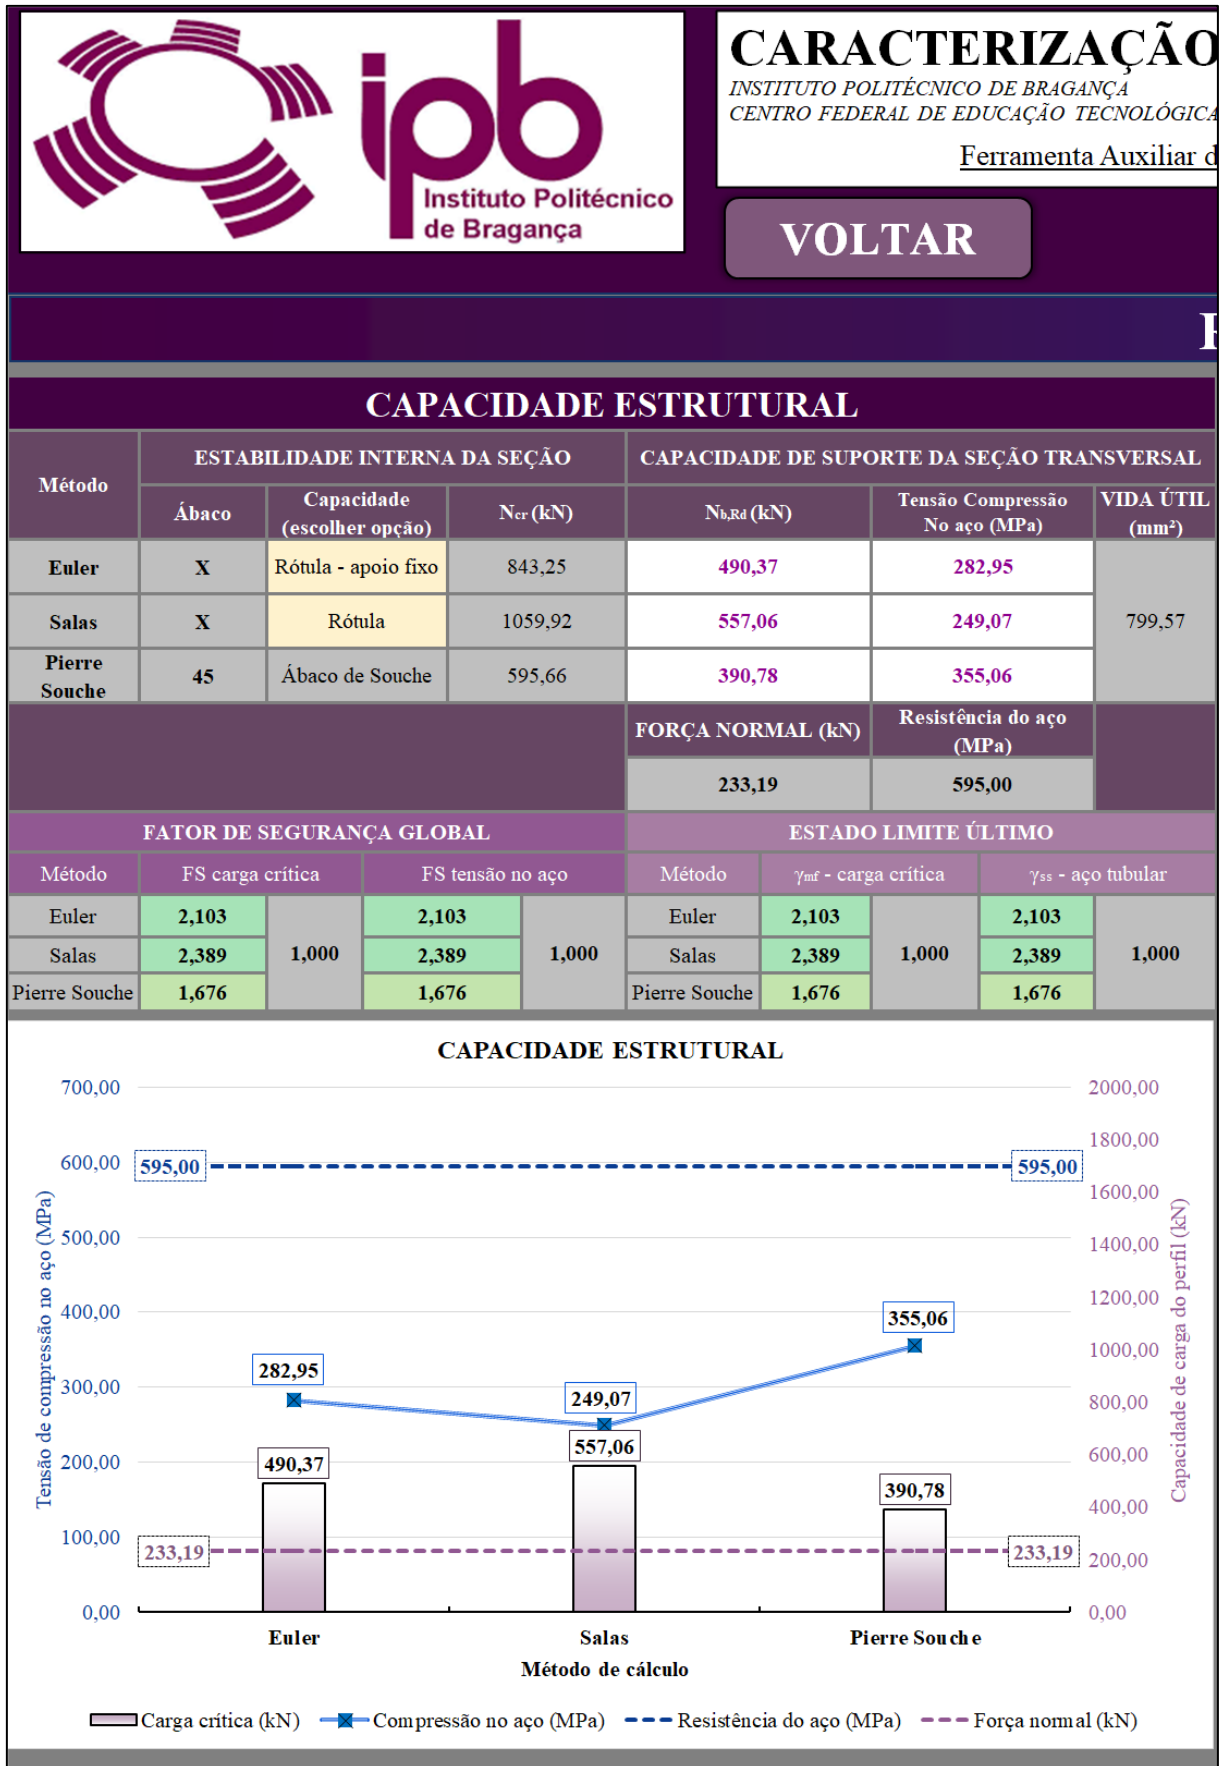 ipb
Instituto Politécnico
de Bragança
CARACTERIZAÇÃO
INSTITUTO POLITÉCNICO DE BRAGANÇA
CENTRO FEDERAL DE EDUCAÇÃO TECNOLÓGICA
Ferramenta Auxiliar d
VOLTAR
CAPACIDADE ESTRUTURAL
Método
ESTABILIDADE INTERNA DA SEÇÃO
CAPACIDADE DE SUPORTE DA SEÇÃO TRANSVERSAL
Ábaco
Capacidade
(escolher opção)
Ncr (kN)
Nb,Rd (kN)
Tensão Compressão
No aço (MPa)
VIDA ÚTIL
(mm²)
Euler X Rótula - apoio fixo 843,25 490,37 282,95
Salas X Rótula 1059,92 557,06 249,07 799,57
Pierre
Souche
45 Ábaco de Souche 595,66 390,78 355,06
FORÇA NORMAL (kN)
Resistência do aço
(MPa)
233,19 595,00
FATOR DE SEGURANÇA GLOBAL
ESTADO LIMITE ÚLTIMO
Método FS carga crítica FS tensão no aço Método γmf - carga crítica γss - aço tubular
Euler 2,103 2,103 Euler 2,103 2,103
Salas 2,389 1,000 2,389 1,000 Salas 2,389 1,000 2,389 1,000
Pierre Souche 1,676 1,676 Pierre Souche 1,676 1,676
CAPACIDADE ESTRUTURAL
700,00
600,00
500,00
400,00
300,00
200,00
100,00
0,00
Tensão de compressão no aço (MPa)
2000,00
1800,00
1600,00
1400,00
1200,00
1000,00
800,00
600,00
400,00
200,00
0,00
Capacidade de carga do perfil (kN)
595,00 595,00
355,06
282,95
249,07
557,06
490,37
390,78
233,19 233,19
Euler Salas Pierre Souche
Método de cálculo
Carga crítica (kN) Compressão no aço (MPa) Resistência do aço (MPa) Força normal (kN)